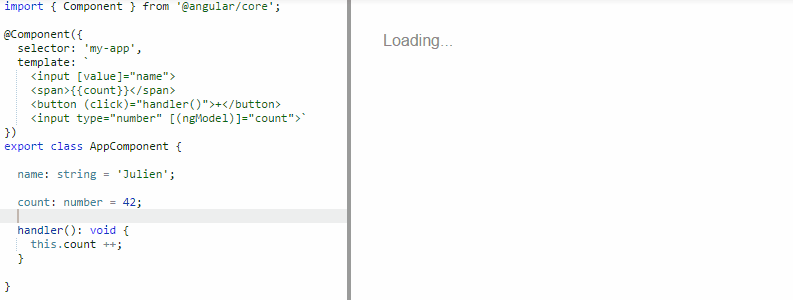 import { Component } from '@angular/core';
@Component({
selector: 'my-app',
template: `
<input [value]="name">
<span>{{count}}</span>
<button (click)="handler()">+</button>
<input type="number" [(ngModel)]="count">`
})
export class AppComponent {
name: string = 'Julien';
count: number = 42;
handler(): void {
this.count ++;
}
}
Loading...